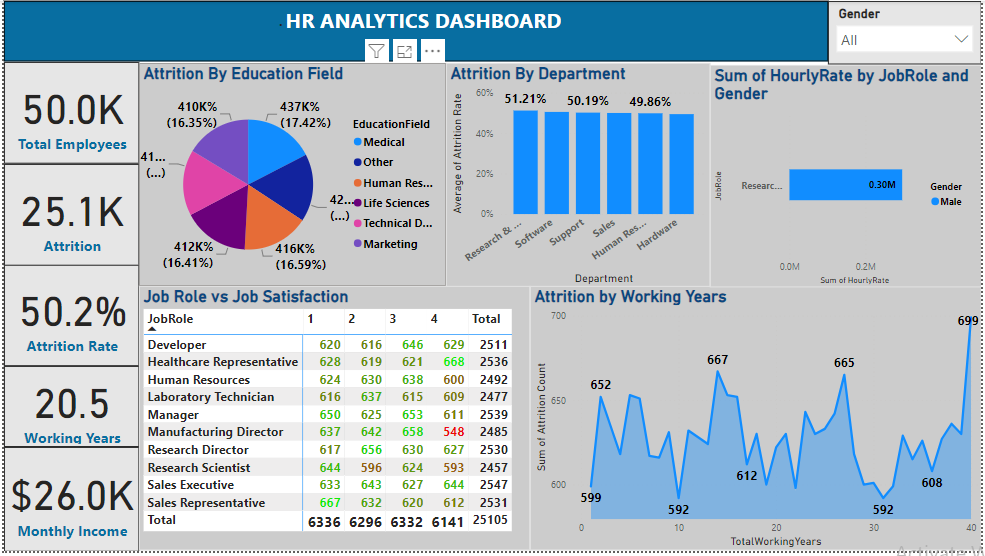 HR ANALYTICS DASHBOARD
Gender
All
50.0K
Total Employees
25.1K
Attrition
50.2%
Attrition Rate
20.5
Working Years
$26.0K
Monthly Income
Attrition By Education Field
410K%
(16.35%)
437K%
(17.42%)
41...
(...)
42...
(...)
412K%
(16.41%)
416K%
(16.59%)
EducationField
Medical
Other
Human Res...
Life Sciences
Technical D...
Marketing
Attrition By Department
Average of Attrition Rate
60%
40%
20%
0%
51.21% 50.19% 49.86%
Research & ...
Software
Support
Sales
Human Res...
Hardware
Department
Sum of HourlyRate by JobRole and
Gender
JobRole
Researc...
0.30M
0.0M 0.2M
Sum of HourlyRate
Gender
Male
Job Role vs Job Satisfaction
JobRole 1 2 3 4 Total
Developer 620 616 646 629 2511
Healthcare Representative 628 619 621 668 2536
Human Resources 624 630 638 600 2492
Laboratory Technician 616 637 615 609 2477
Manager 650 625 653 611 2539
Manufacturing Director 637 642 658 548 2485
Research Director 617 656 630 627 2530
Research Scientist 644 596 624 593 2457
Sales Executive 633 643 627 644 2547
Sales Representative 667 632 620 612 2531
Total 6336 6296 6332 6141 25105
Attrition by Working Years
Sum of Attrition Count
700
650
600
599
652
592
667
612
665
592
608
699
0 10 20 30 40
TotalWorkingYears